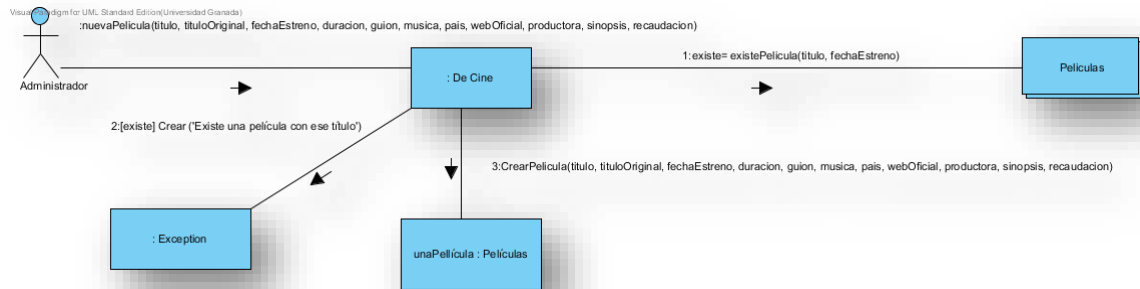 Visual Paradigm for UML Standard Edition(Universidad Granada)
:nuevaPelicula(titulo, tituloOriginal, fechaEstreno, duracion, guion, musica, pais, webOficial, productora, sinopsis, recaudacion)
1:existe= existePelicula(titulo, fechaEstreno)
: De Cine
Peliculas
Administrador
2:[existe] Crear ('Existe una película con ese título')
3:CrearPelicula(titulo, tituloOriginal, fechaEstreno, duracion, guion, musica, pais, webOficial, productora, sinopsis, recaudacion)
: Exception
unaPellícula : Películas